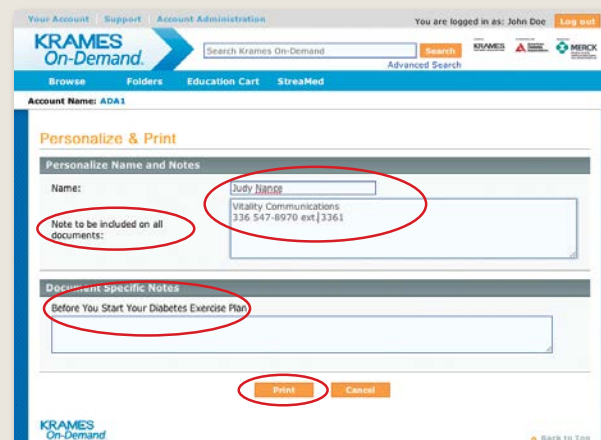 Your Account Support Account Administration
You are logged in as: John Doe Log out
KRAMES
On-Demand.
Search Krames On-Demand Search
Advanced Search
KRAMES
MERCK
Browse Folders Education Cart StreaMed
Account Name: ADA1
Personalize & Print
Personalize Name and Notes
Name: Judy Nance
Note to be included on all
documents:
Vitality Communications
336 547-8970 ext. 3361
Document Specific Notes
Before You Start Your Diabetes Exercise Plan
Print Cancel
KRAMES
On-Demand
Back to Top